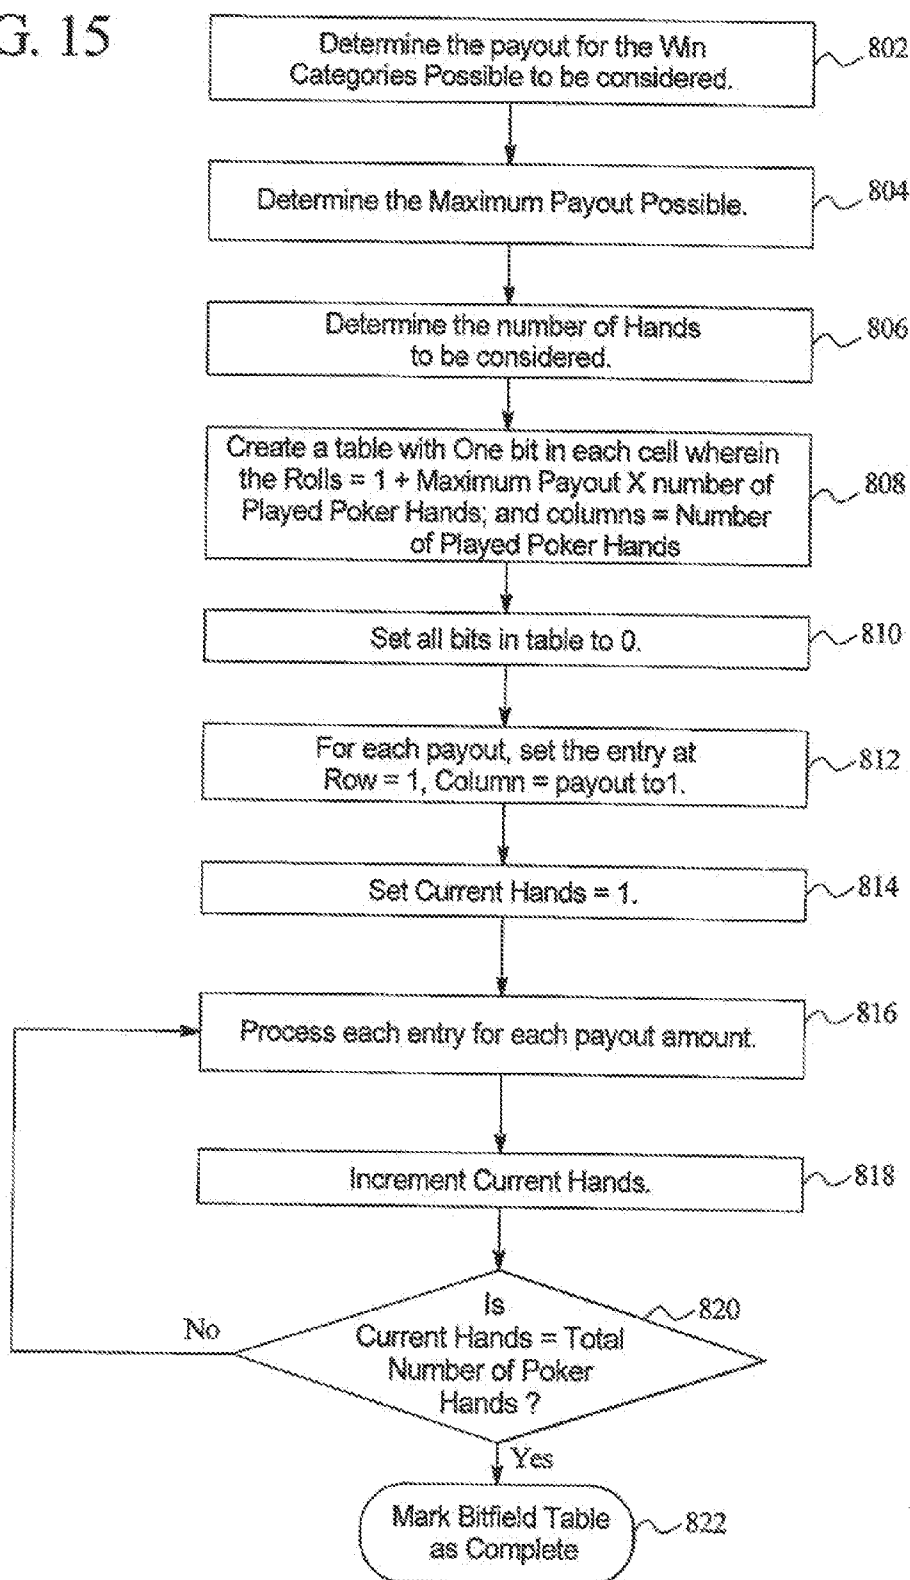 G. 15
Determine the payout for the Win
Categories Possible to be considered.
802
Determine the Maximum Payout Possible.
804
Determine the number of Hands
to be considered.
806
Create a table with One bit in each cell wherein
the Rolls = 1 + Maximum Payout X number of
Played Poker Hands; and columns = Number
of Played Poker Hands
808
Set all bits in table to 0.
810
For each payout, set the entry at
Row = 1, Column = payout to1.
812
Set Current Hands = 1.
814
Process each entry for each payout amount.
816
Increment Current Hands.
818
Is
Current Hands = Total
Number of Poker
Hands ?
820
No
Yes
Mark Bitfield Table
as Complete
822